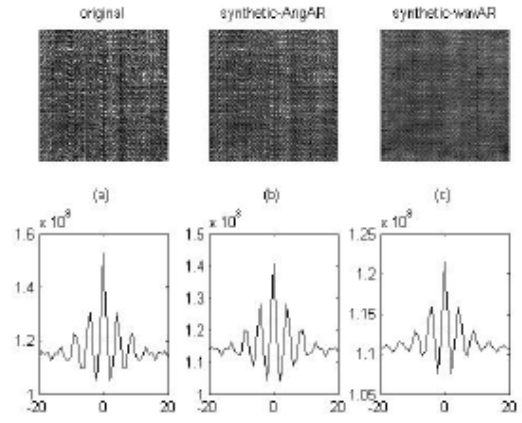 original synthetic-AngAR synthetic-wavAR
(a) (b) (c)
x 10^8 x 10^8 x 10^8
1.6 1.5 1.25
1.4
1.4 1.3 1.2
1.2
1.2 1.15
1.1
1.1
1 1 1.05
-20 0 20 -20 0 20 -20 0 20